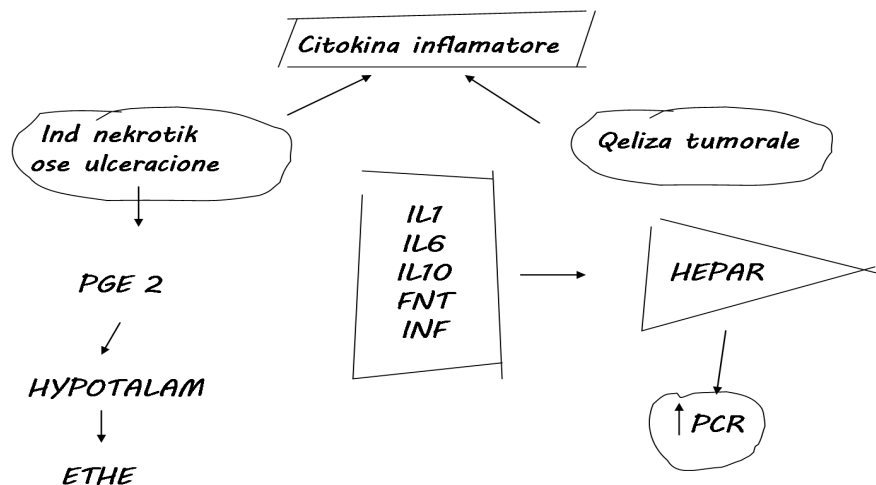 Citokina inflamatore
Ind nekrotik
ose ulceracione
Qeliza tumorale
IL1
IL6
IL10
FNT
INF
HEPAR
PGE 2
HYPOTALAM
PCR
ETHE